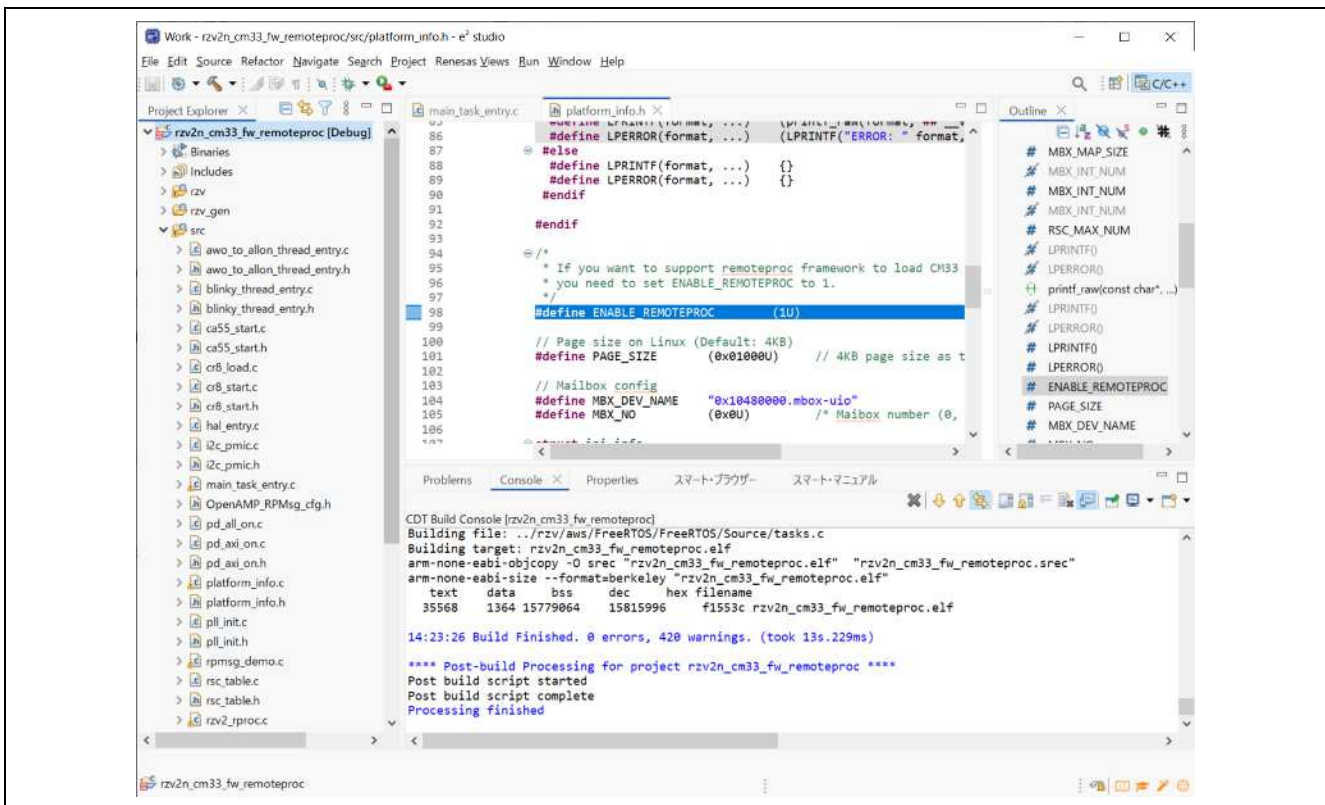 Work - rzv2n_cm33_fw_remoteproc/src/platform_info.h - e² studio
File Edit Source Refactor Navigate Search Project Renesas Views Run Window Help
C/C++
Project Explorer
rzv2n_cm33_fw_remoteproc [Debug]
Binaries
Includes
rzv
rzv_gen
src
awo_to_allon_thread_entry.c
awo_to_allon_thread_entry.h
blinky_thread_entry.c
blinky_thread_entry.h
ca55_start.c
ca55_start.h
cr8_load.c
cr8_start.c
cr8_start.h
hal_entry.c
i2c_pmic.c
i2c_pmic.h
main_task_entry.c
OpenAMP_RPMsg_cfg.h
pd_all_on.c
pd_axi_on.c
pd_axi_on.h
platform_info.c
platform_info.h
pll_init.c
pll_init.h
rpmsg_demo.c
rsc_table.c
rsc_table.h
rzv2_rproc.c
main_task_entry.c platform_info.h
86 #define LPERROR(format, ...) (LPRINTF("ERROR: " format,
87 #else
88 #define LPRINTF(format, ...) {}
89 #define LPERROR(format, ...) {}
90 #endif
91
92 #endif
93
94 /*
95 * If you want to support remoteproc framework to load CM33
96 * you need to set ENABLE_REMOTEPROC to 1.
97 */
98 #define ENABLE_REMOTEPROC (1U)
99
100 // Page size on Linux (Default: 4KB)
101 #define PAGE_SIZE (0x01000U) // 4KB page size as t
102
103 // Mailbox config
104 #define MBX_DEV_NAME "0x10480000.mbox-uio"
105 #define MBX_NO (0x0U) /* Maibox number (0,
106
Outline
MBX_MAP_SIZE
MBX_INT_NUM
MBX_INT_NUM
MBX_INT_NUM
RSC_MAX_NUM
LPRINTF()
LPERROR()
printf_raw(const char*, ...)
LPRINTF()
LPERROR()
LPRINTF()
LPERROR()
ENABLE_REMOTEPROC
PAGE_SIZE
MBX_DEV_NAME
Problems Console Properties スマート・ブラウザー スマート・マニュアル
CDT Build Console [rzv2n_cm33_fw_remoteproc]
Building file: ../rzv/aws/FreeRTOS/FreeRTOS/Source/tasks.c
Building target: rzv2n_cm33_fw_remoteproc.elf
arm-none-eabi-objcopy -O srec "rzv2n_cm33_fw_remoteproc.elf" "rzv2n_cm33_fw_remoteproc.srec"
arm-none-eabi-size --format=berkeley "rzv2n_cm33_fw_remoteproc.elf"
text data bss dec hex filename
35568 1364 15779064 15815996 f1553c rzv2n_cm33_fw_remoteproc.elf
14:23:26 Build Finished. 0 errors, 420 warnings. (took 13s.229ms)
**** Post-build Processing for project rzv2n_cm33_fw_remoteproc ****
Post build script started
Post build script complete
Processing finished
rzv2n_cm33_fw_remoteproc